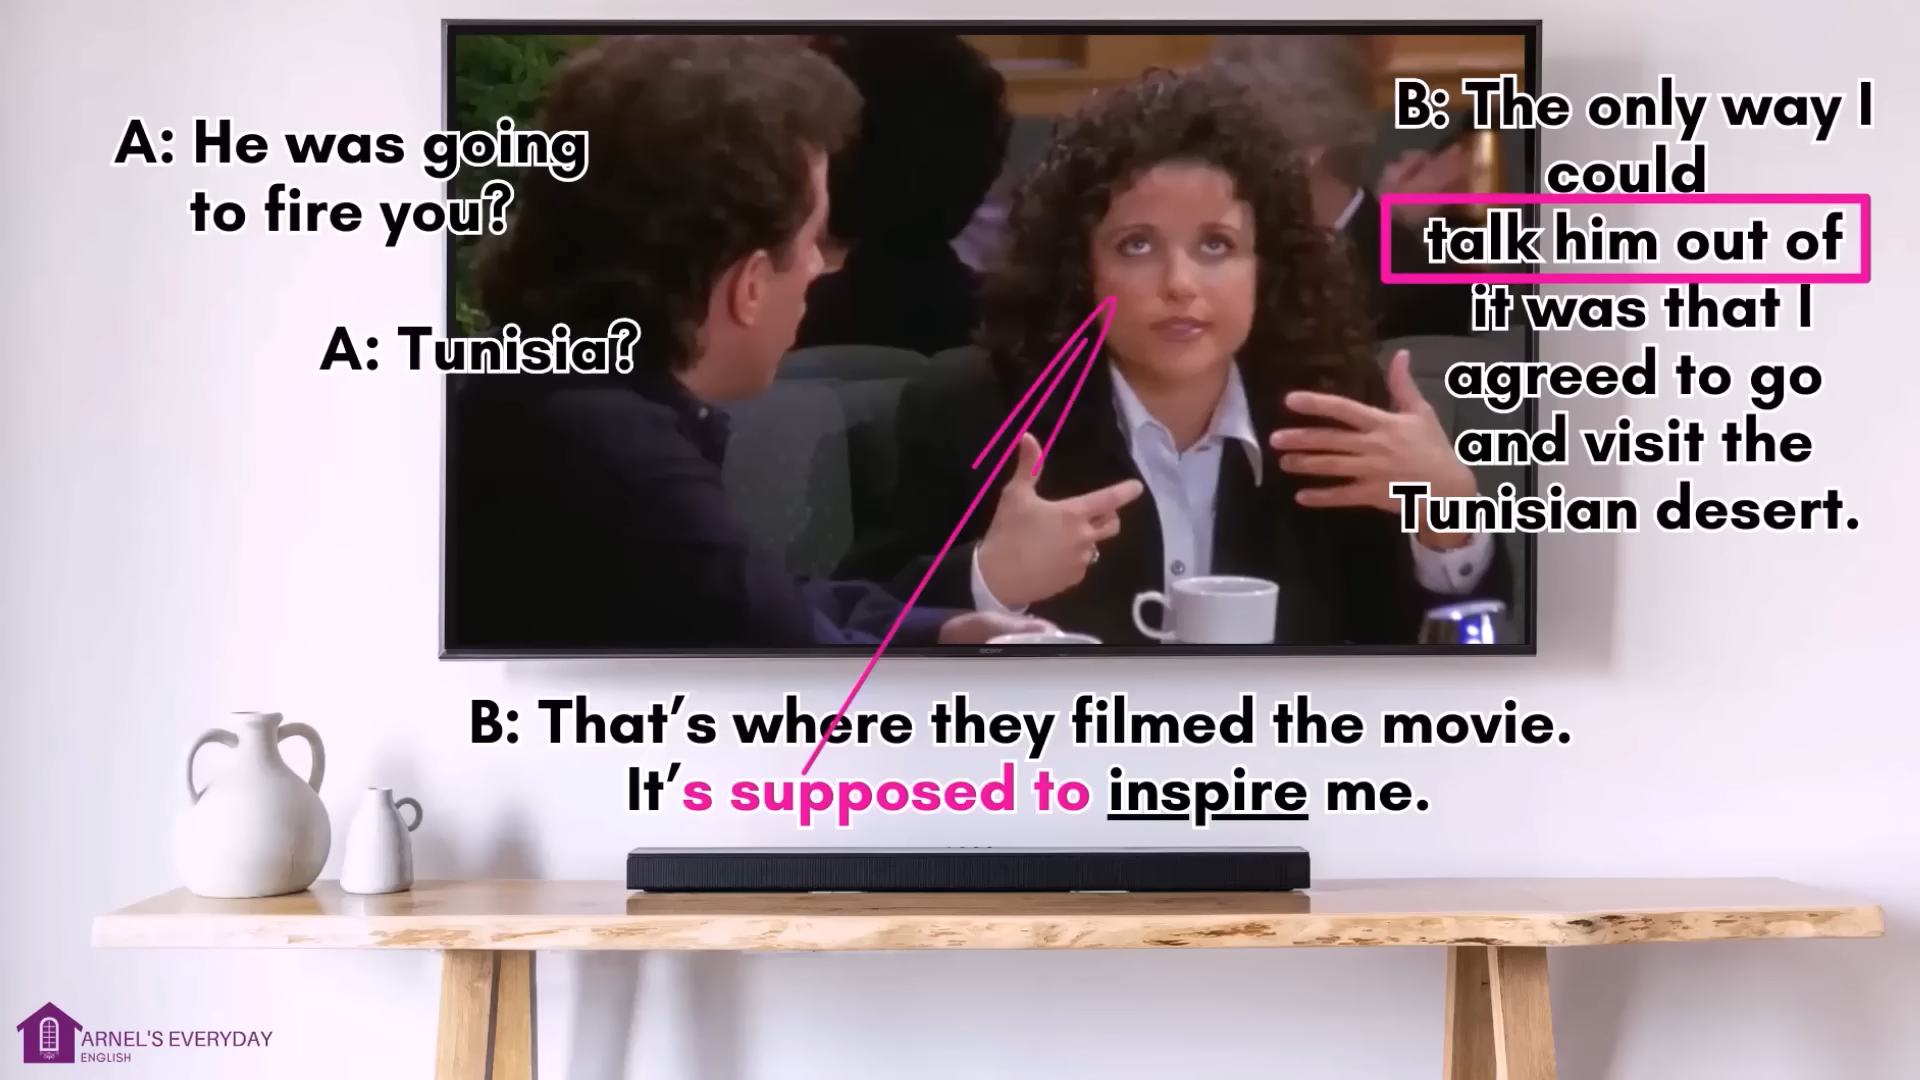 A: He was going
to fire you?
B: The only way I
could
talk him out of
it was that I
agreed to go
and visit the
Tunisian desert.
A: Tunisia?
B: That's where they filmed the movie.
It's supposed to inspire me.
SONY
ARNEL'S EVERYDAY
ENGLISH